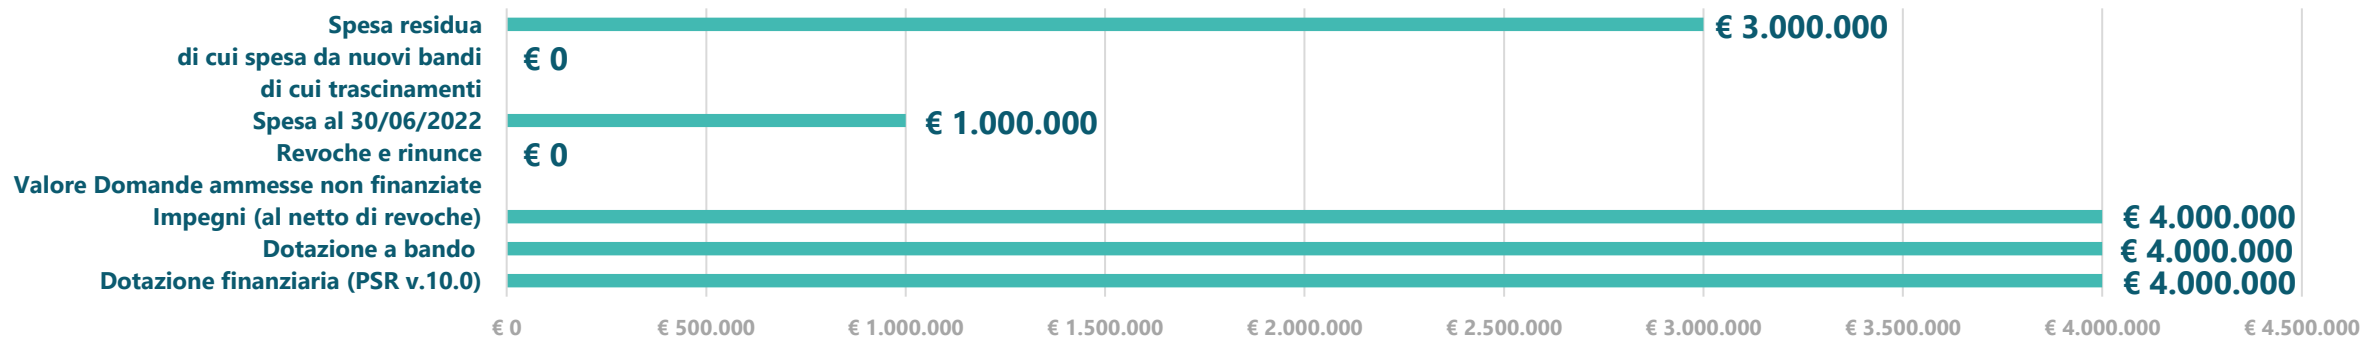 Spesa residua € 3.000.000
di cui spesa da nuovi bandi € 0
di cui trascinamenti
Spesa al 30/06/2022 € 1.000.000
Revoche e rinunce € 0
Valore Domande ammesse non finanziate
Impegni (al netto di revoche) € 4.000.000
Dotazione a bando € 4.000.000
Dotazione finanziaria (PSR v.10.0) € 4.000.000
€ 0 € 500.000 € 1.000.000 € 1.500.000 € 2.000.000 € 2.500.000 € 3.000.000 € 3.500.000 € 4.000.000 € 4.500.000